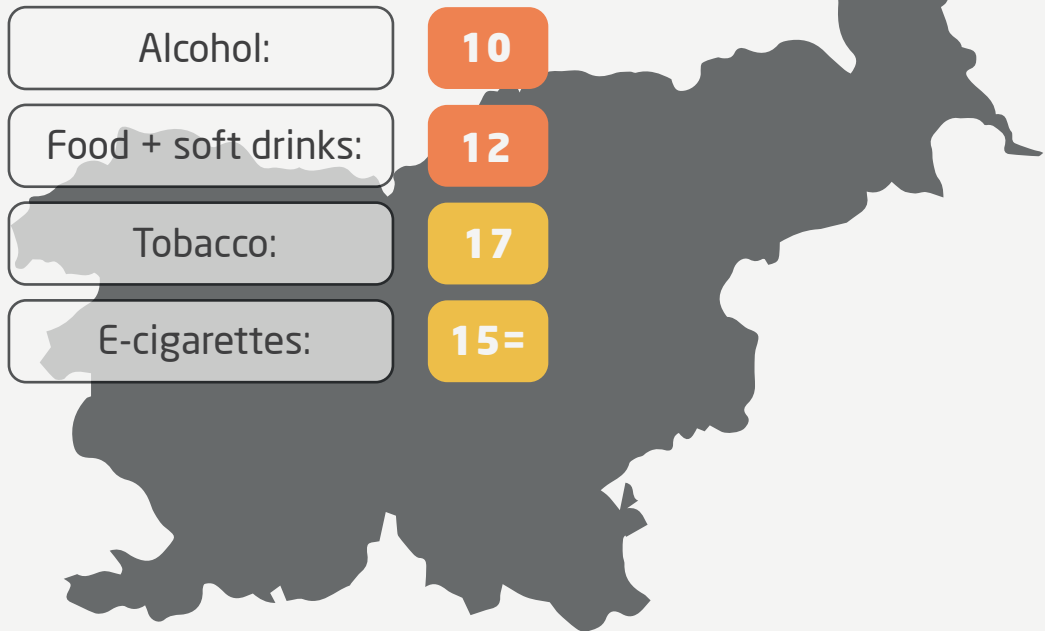 Alcohol: 10
Food + soft drinks: 12
Tobacco: 17
E-cigarettes: 15=